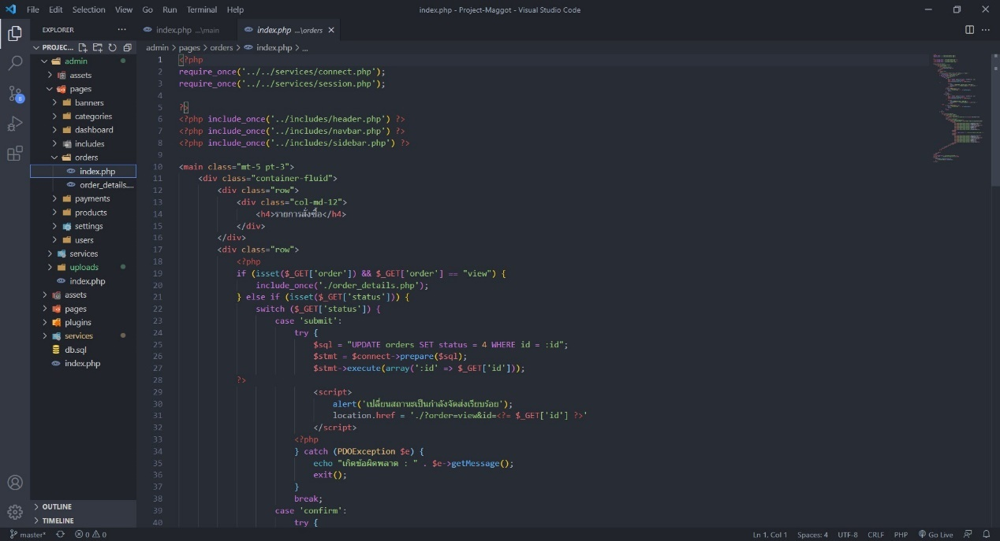 File Edit Selection View Go Run Terminal Help
index.php - Project-Maggot - Visual Studio Code
EXPLORER
index.php ...\main
index.php ...\orders
PROJEC...
admin > pages > orders > index.php > ...
admin
assets
pages
banners
categories
dashboard
includes
orders
index.php
order_details....
payments
products
settings
users
services
uploads
index.php
assets
pages
plugins
services
db.sql
index.php
OUTLINE
TIMELINE
8
1 <?php
2 require_once('../../services/connect.php');
3 require_once('../../services/session.php');
4
5 ?>
6 <?php include_once('../includes/header.php') ?>
7 <?php include_once('../includes/navbar.php') ?>
8 <?php include_once('../includes/sidebar.php') ?>
9
10 <main class="mt-5 pt-3">
11 <div class="container-fluid">
12 <div class="row">
13 <div class="col-md-12">
14 <h4>รายการสั่งซื้อ</h4>
15 </div>
16 </div>
17 <div class="row">
18 <?php
19 if (isset($_GET['order']) && $_GET['order'] == "view") {
20 include_once('./order_details.php');
21 } else if (isset($_GET['status'])) {
22 switch ($_GET['status']) {
23 case 'submit':
24 try {
25 $sql = "UPDATE orders SET status = 4 WHERE id = :id";
26 $stmt = $connect->prepare($sql);
27 $stmt->execute(array(':id' => $_GET['id']));
28 ?>
29 <script>
30 alert('เปลี่ยนสถานะเป็นกำลังจัดส่งเรียบร้อย');
31 location.href = './?order=view&id=<?= $_GET['id'] ?>'
32 </script>
33 <?php
34 } catch (PDOException $e) {
35 echo "เกิดข้อผิดพลาด : " . $e->getMessage();
36 exit();
37 }
38 break;
39 case 'confirm':
40 try {
master* 0 0 Ln 1, Col 1 Spaces: 4 UTF-8 CRLF PHP Go Live